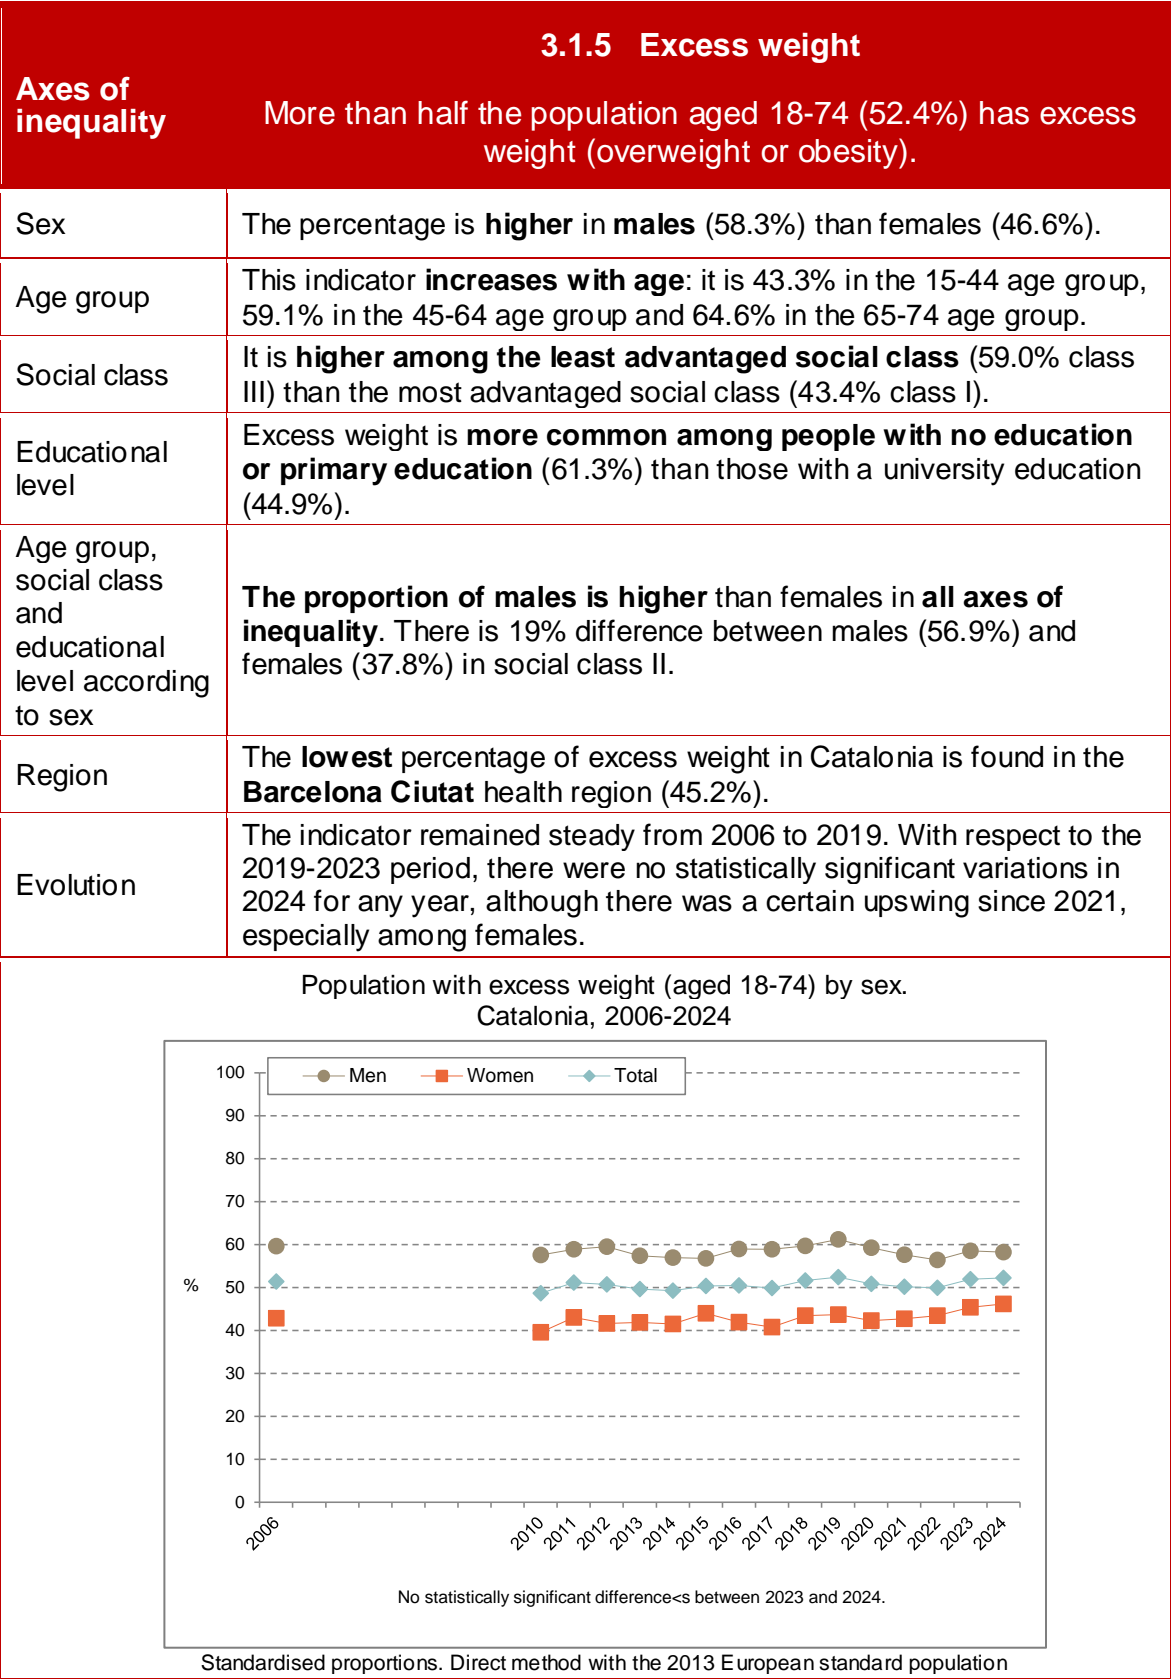 3.1.5 Excess weight
Axes of
inequality
More than half the population aged 18-74 (52.4%) has excess
weight (overweight or obesity).
Sex
The percentage is higher in males (58.3%) than females (46.6%).
Age group
This indicator increases with age: it is 43.3% in the 15-44 age group,
59.1% in the 45-64 age group and 64.6% in the 65-74 age group.
Social class
It is higher among the least advantaged social class (59.0% class
III) than the most advantaged social class (43.4% class I).
Educational
level
Excess weight is more common among people with no education
or primary education (61.3%) than those with a university education
(44.9%).
Age group,
social class
and
educational
level according
to sex
The proportion of males is higher than females in all axes of
inequality. There is 19% difference between males (56.9%) and
females (37.8%) in social class II.
Region
The lowest percentage of excess weight in Catalonia is found in the
Barcelona Ciutat health region (45.2%).
Evolution
The indicator remained steady from 2006 to 2019. With respect to the
2019-2023 period, there were no statistically significant variations in
2024 for any year, although there was a certain upswing since 2021,
especially among females.
Population with excess weight (aged 18-74) by sex.
Catalonia, 2006-2024
Men Women Total
100
90
80
70
60
50
40
30
20
10
0
%
2006 2010 2011 2012 2013 2014 2015 2016 2017 2018 2019 2020 2021 2022 2023 2024
No statistically significant difference<s between 2023 and 2024.
Standardised proportions. Direct method with the 2013 European standard population